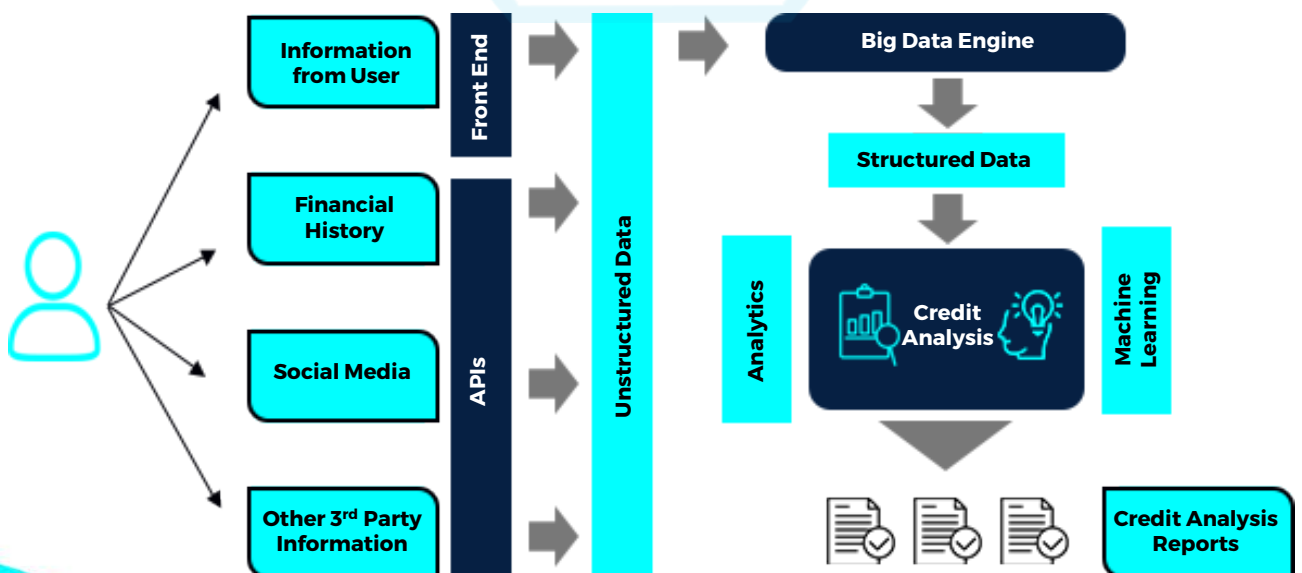 Information
from User
Financial
History
Social Media
Other 3rd Party
Information
Front End
APIs
Unstructured Data
Big Data Engine
Structured Data
Analytics
Credit
Analysis
Machine
Learning
Credit Analysis
Reports